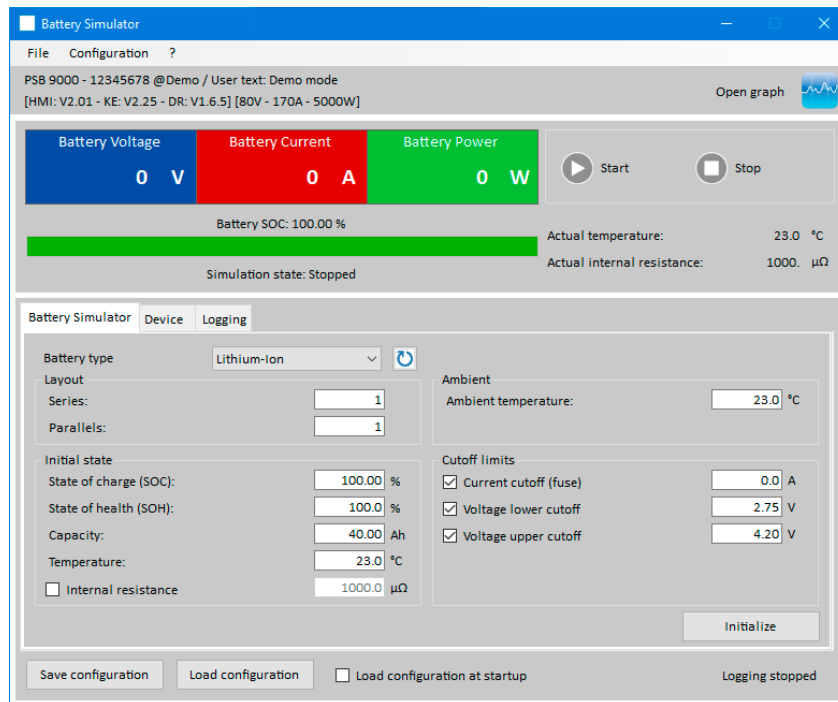 Battery Simulator
File Configuration ?
PSB 9000 - 12345678 @Demo / User text: Demo mode
[HMI: V2.01 - KE: V2.25 - DR: V1.6.5] [80V - 170A - 5000W]
Open graph
Battery Voltage Battery Current Battery Power
0 V 0 A 0 W
Start Stop
Battery SOC: 100.00 %
Simulation state: Stopped
Actual temperature: 23.0 °C
Actual internal resistance: 1000. μΩ
Battery Simulator Device Logging
Battery type Lithium-Ion
Layout
Series: 1
Parallels: 1
Ambient
Ambient temperature: 23.0 °C
Initial state
State of charge (SOC): 100.00 %
State of health (SOH): 100.0 %
Capacity: 40.00 Ah
Temperature: 23.0 °C
Internal resistance 1000.0 μΩ
Cutoff limits
Current cutoff (fuse) 0.0 A
Voltage lower cutoff 2.75 V
Voltage upper cutoff 4.20 V
Initialize
Save configuration Load configuration Load configuration at startup Logging stopped